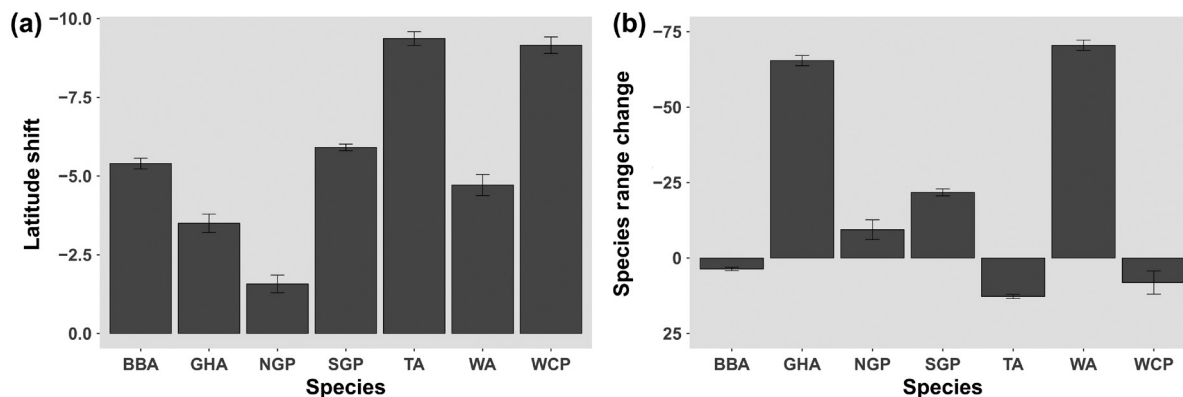 (a)
Latitude shift
−10.0
−7.5
−5.0
−2.5
0.0
BBA GHA NGP SGP TA WA WCP
Species
(b)
Species range change
−75
−50
−25
0
25
BBA GHA NGP SGP TA WA WCP
Species